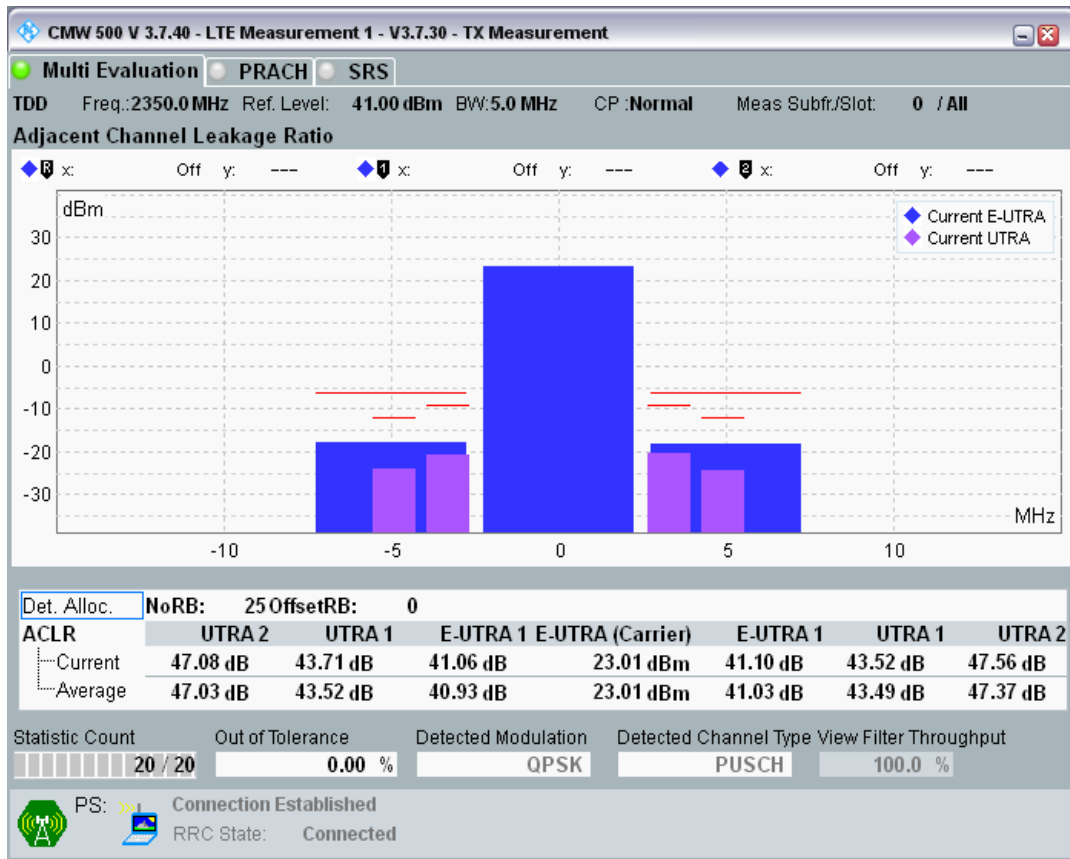 CMW 500 V 3.7.40 - LTE Measurement 1 - V3.7.30 - TX Measurement
Multi Evaluation PRACH SRS
TDD Freq.:2350.0 MHz Ref. Level: 41.00 dBm BW:5.0 MHz CP :Normal Meas Subfr./Slot: 0 / All
Adjacent Channel Leakage Ratio
R x: Off y: --- 1 x: Off y: --- 2 x: Off y: ---
dBm
Current E-UTRA
Current UTRA
30
20
10
0
-10
-20
-30
MHz
-10 -5 0 5 10
Det. Alloc. NoRB: 25 OffsetRB: 0
ACLR UTRA 2 UTRA 1 E-UTRA 1 E-UTRA (Carrier) E-UTRA 1 UTRA 1 UTRA 2
Current 47.08 dB 43.71 dB 41.06 dB 23.01 dBm 41.10 dB 43.52 dB 47.56 dB
Average 47.03 dB 43.52 dB 40.93 dB 23.01 dBm 41.03 dB 43.49 dB 47.37 dB
Statistic Count Out of Tolerance Detected Modulation Detected Channel Type View Filter Throughput
20 / 20 0.00 % QPSK PUSCH 100.0 %
PS: Connection Established
RRC State: Connected